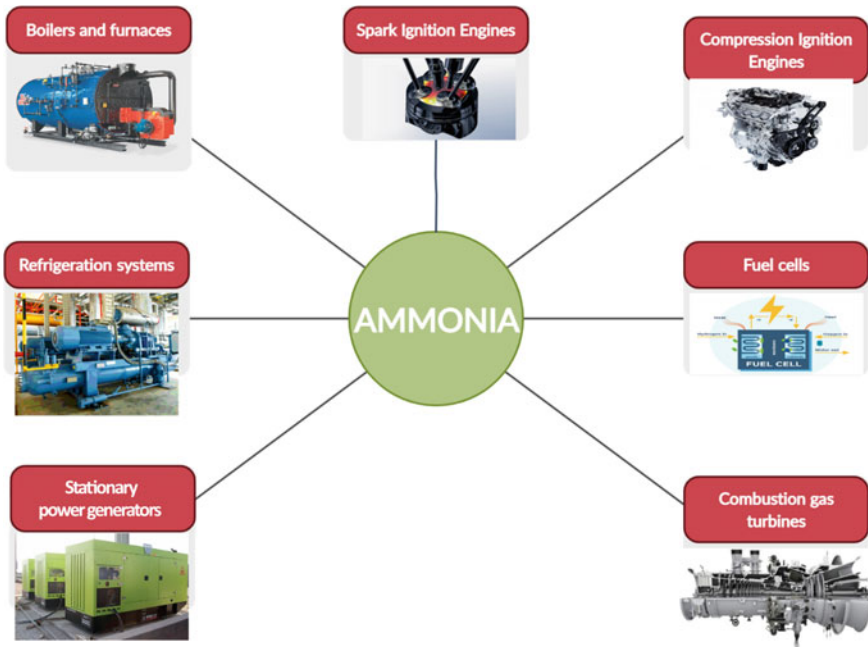 Boilers and furnaces
Spark Ignition Engines
Compression Ignition
Engines
Refrigeration systems
AMMONIA
Fuel cells
FUEL CELL
Stationary
power generators
Combustion gas
turbines